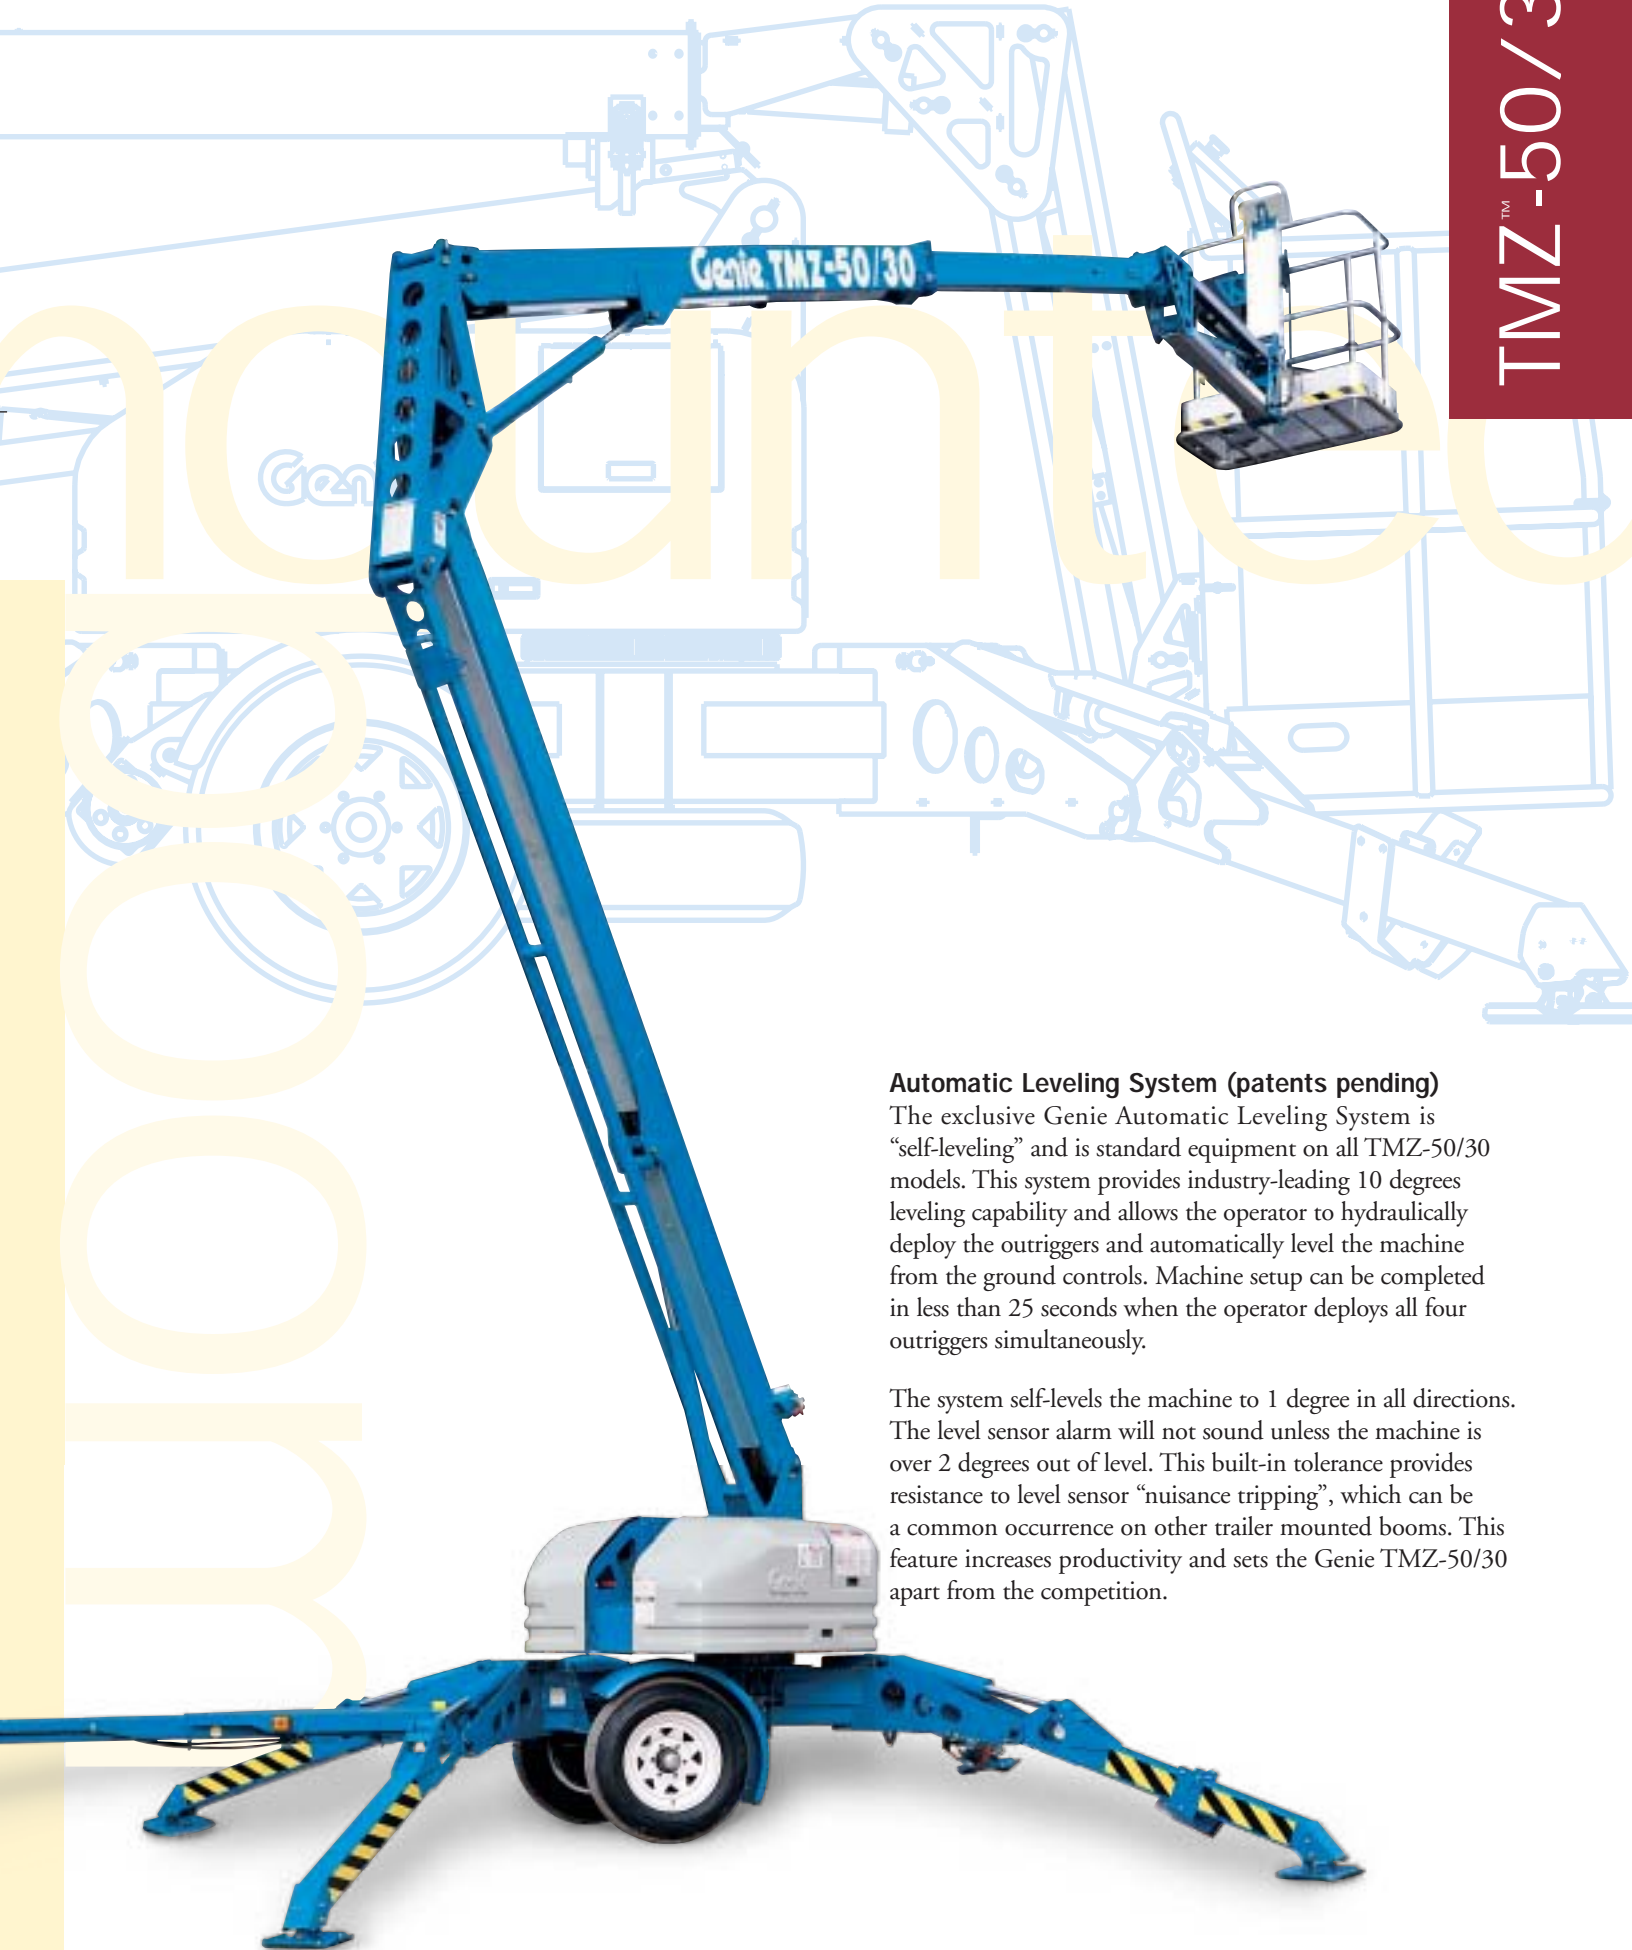 TMZ™-50/3
Genie TMZ-50/30
Gen
ncunted
boom
Automatic Leveling System (patents pending)
The exclusive Genie Automatic Leveling System is
“self-leveling” and is standard equipment on all TMZ-50/30
models. This system provides industry-leading 10 degrees
leveling capability and allows the operator to hydraulically
deploy the outriggers and automatically level the machine
from the ground controls. Machine setup can be completed
in less than 25 seconds when the operator deploys all four
outriggers simultaneously.
The system self-levels the machine to 1 degree in all directions.
The level sensor alarm will not sound unless the machine is
over 2 degrees out of level. This built-in tolerance provides
resistance to level sensor “nuisance tripping”, which can be
a common occurrence on other trailer mounted booms. This
feature increases productivity and sets the Genie TMZ-50/30
apart from the competition.
Genie